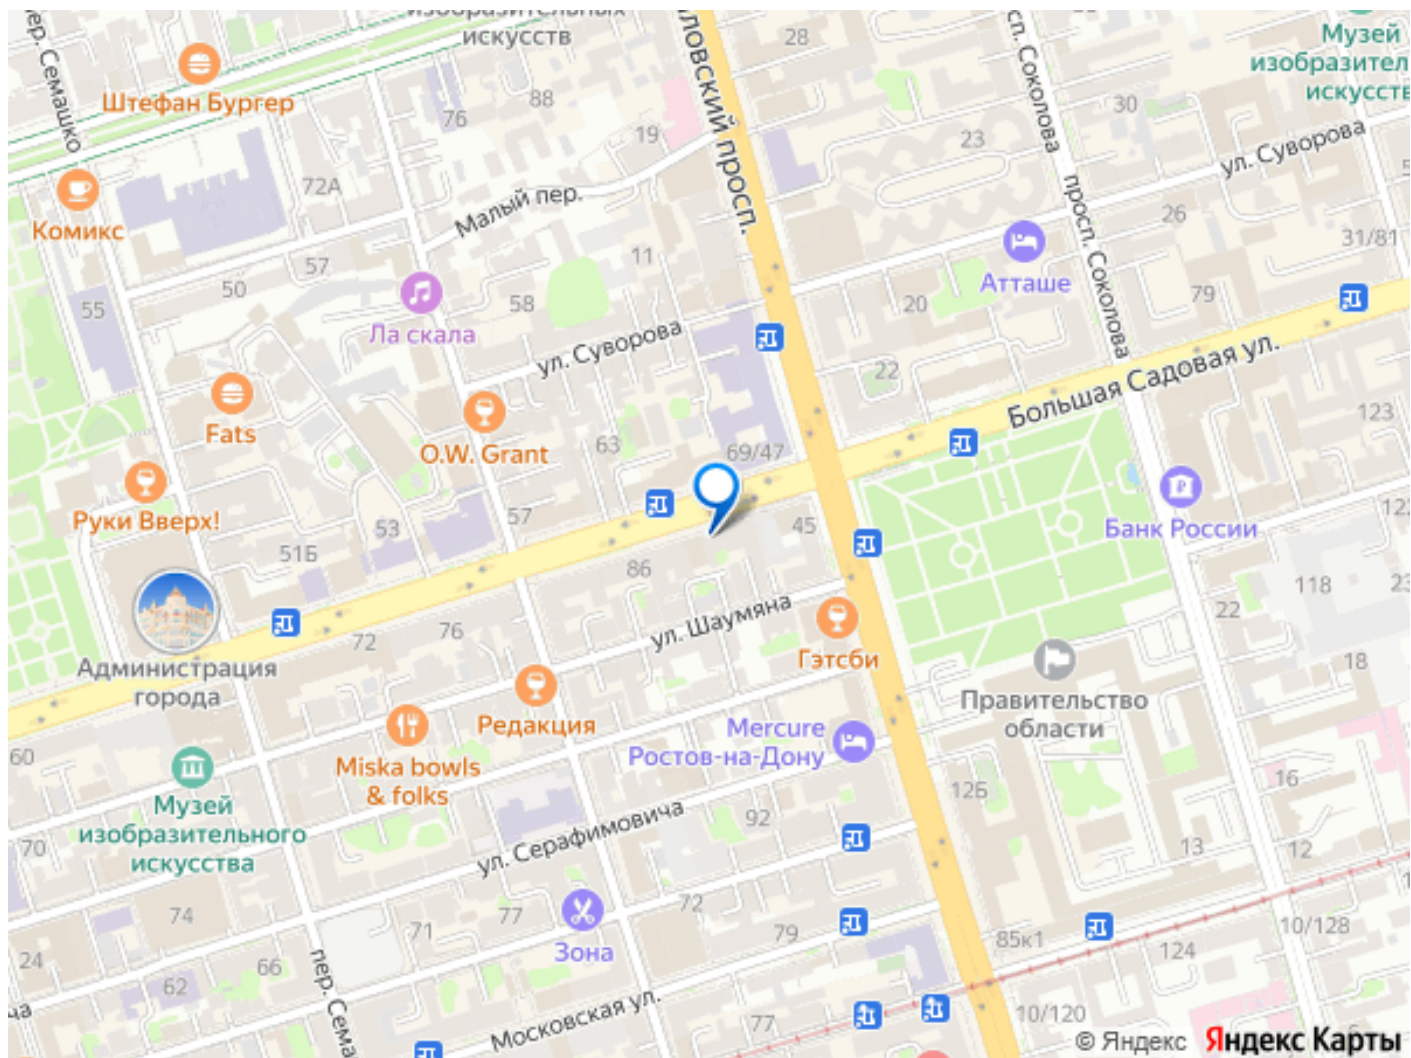 изобразительных
искусств
пер. Семашко
Штефан Бургер
76
88
28
просп. Соколова
Музей
изобразител
искусств
ЛОВСКИЙ просп.
19
30
23
ул. Суворова
72А
Малый пер.
Комикс
просп. Соколова
26
31/81
57
50
11
Атташе
55
Ла скала
58
20
79
ул. Суворова
22
Большая Садовая ул.
Fats
O.W. Grant
63
69/47
123
Руки Вверх!
53
57
45
Банк России
122
51Б
86
118
23
72
76
ул. Шаумяна
22
Администрация
города
Гэтсби
18
Редакция
Правительство
области
60
Mercure
Ростов-на-Дону
Miska bowls
& folks
Музей
изобразительного
искусства
12Б
16
92
70
ул. Серафимовича
13
12
74
71
77
72
79
85к1
10/128
24
66
Зона
124
62
пер. Сема
Московская ул.
77
10/120
© Яндекс Яндекс Карты